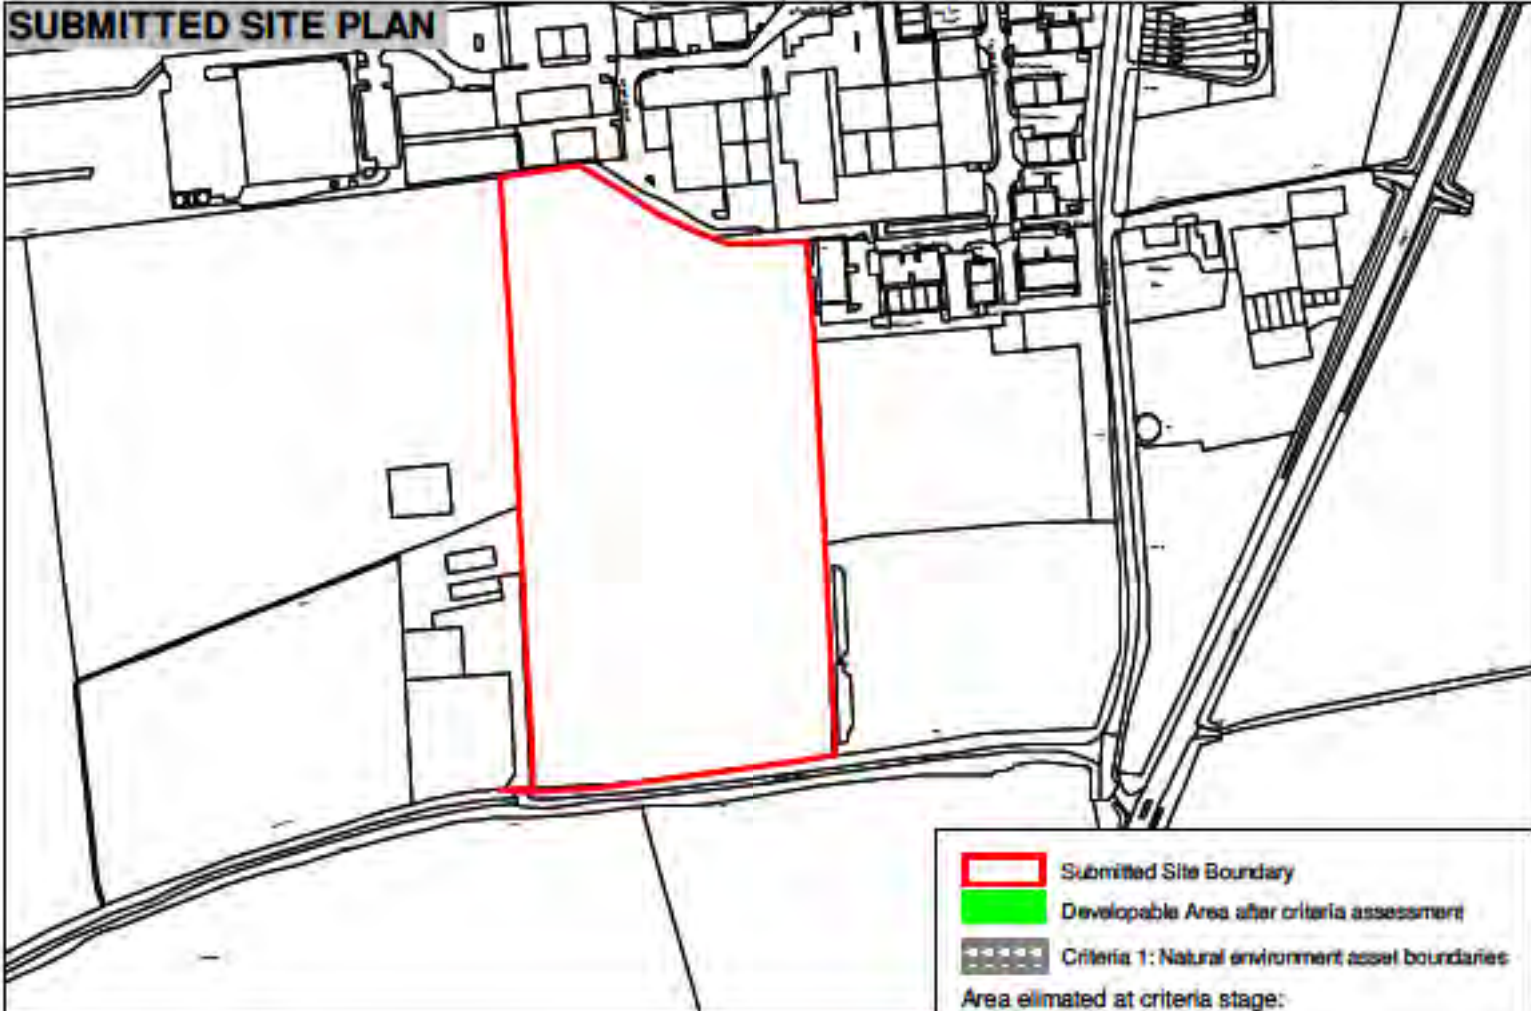 SUBMITTED SITE PLAN
Submitted Site Boundary
Developable Area after criteria assessment
Criteria 1: Natural environment asset boundaries
Area elimated at criteria stage: